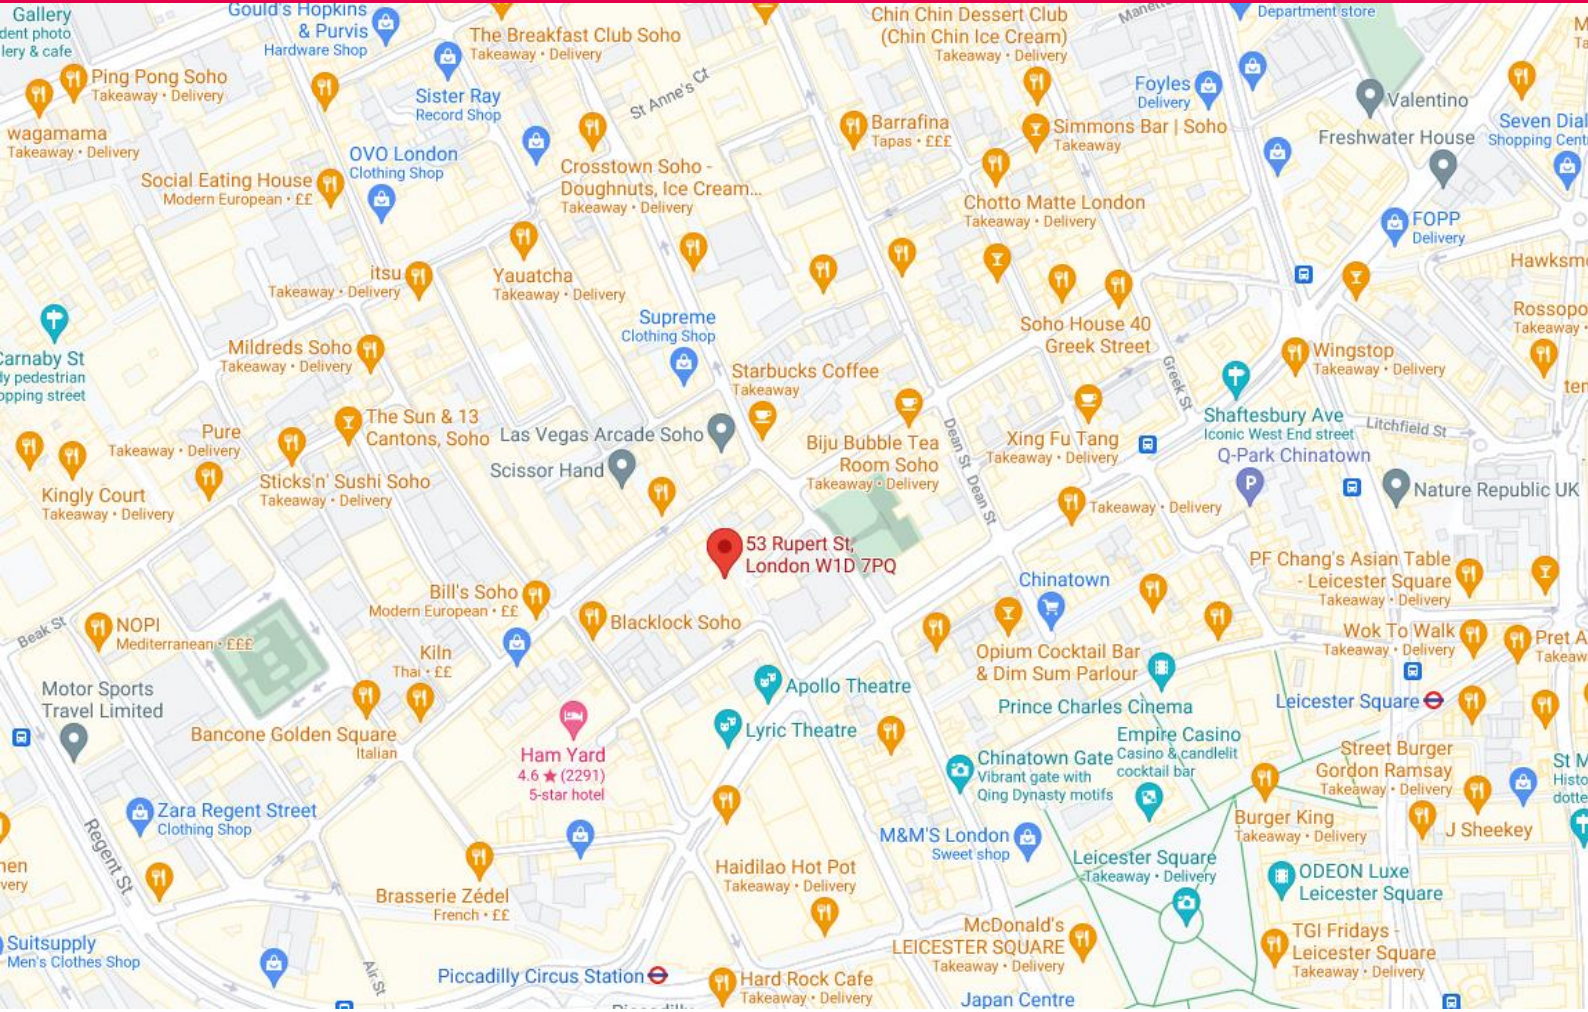 Gallery
dent photo
lery & cafe
Gould's Hopkins
& Purvis
Hardware Shop
The Breakfast Club Soho
Takeaway • Delivery
Chin Chin Dessert Club
(Chin Chin Ice Cream)
Takeaway • Delivery
Department store
Ping Pong Soho
Takeaway • Delivery
Sister Ray
Record Shop
St Anne's Ct
Foyles
Delivery
Valentino
wagamama
Takeaway • Delivery
OVO London
Clothing Shop
Barrafina
Tapas • £££
Simmons Bar | Soho
Takeaway
Freshwater House
Seven Dial
Shopping Cent
Social Eating House
Modern European • ££
Crosstown Soho -
Doughnuts, Ice Cream...
Takeaway • Delivery
Chotto Matte London
Takeaway • Delivery
FOPP
Delivery
itsu
Takeaway • Delivery
Yauatcha
Takeaway • Delivery
Hawksm
Supreme
Clothing Shop
Soho House 40
Greek Street
Rossopo
Takeaway •
Carnaby St
dy pedestrian
opping street
Mildreds Soho
Takeaway • Delivery
Starbucks Coffee
Takeaway
Greek St
Wingstop
Takeaway • Delivery
ten
The Sun & 13
Cantons, Soho
Las Vegas Arcade Soho
Shaftesbury Ave
Iconic West End street
Litchfield St
Pure
Takeaway • Delivery
Biju Bubble Tea
Room Soho
Takeaway • Delivery
Dean St
Dean St
Xing Fu Tang
Takeaway • Delivery
Q-Park Chinatown
Scissor Hand
Sticks'n' Sushi Soho
Takeaway • Delivery
Kingly Court
Takeaway • Delivery
Takeaway • Delivery
Nature Republic UK
53 Rupert St,
London W1D 7PQ
PF Chang's Asian Table
- Leicester Square
Takeaway • Delivery
Chinatown
Bill's Soho
Modern European • ££
Blacklock Soho
Beak St
NOPI
Mediterranean • £££
Wok To Walk
Takeaway • Delivery
Pret A
Takeaw
Kiln
Thai • ££
Opium Cocktail Bar
& Dim Sum Parlour
Motor Sports
Travel Limited
Apollo Theatre
Leicester Square
Prince Charles Cinema
Bancone Golden Square
Italian
Lyric Theatre
Ham Yard
4.6 ★ (2291)
5-star hotel
Empire Casino
Casino & candlelit
cocktail bar
Chinatown Gate
Vibrant gate with
Qing Dynasty motifs
Street Burger
Gordon Ramsay
Takeaway • Delivery
St M
Histo
dotte
Zara Regent Street
Clothing Shop
Regent St.
M&M'S London
Sweet shop
Burger King
Takeaway • Delivery
J Sheekey
Haidilao Hot Pot
Takeaway • Delivery
Leicester Square
Takeaway • Delivery
ODEON Luxe
Leicester Square
Brasserie Zédel
French • ££
McDonald's
LEICESTER SQUARE
Takeaway • Delivery
TGI Fridays -
Leicester Square
Takeaway • Delivery
Suitsupply
Men's Clothes Shop
Air St
Piccadilly Circus Station
Hard Rock Cafe
Takeaway • Delivery
Japan Centre